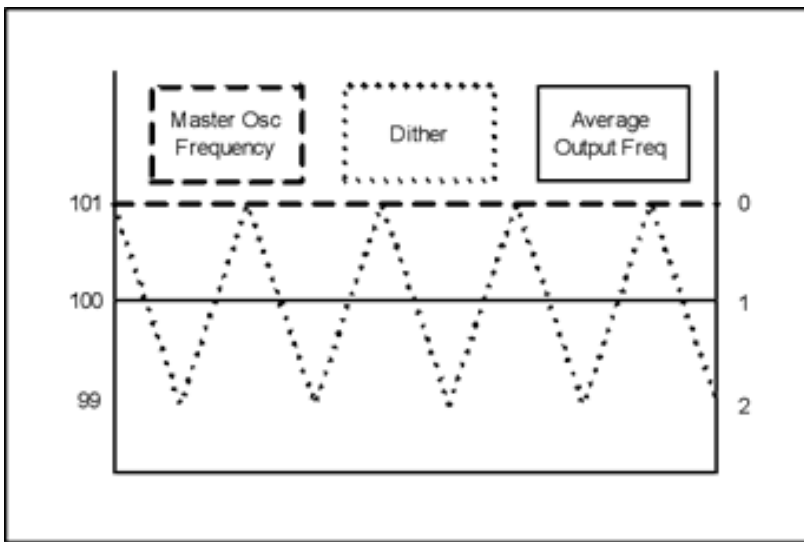 Master Osc
Frequency
Dither
Average
Output Freq
101
0
100
1
99
2